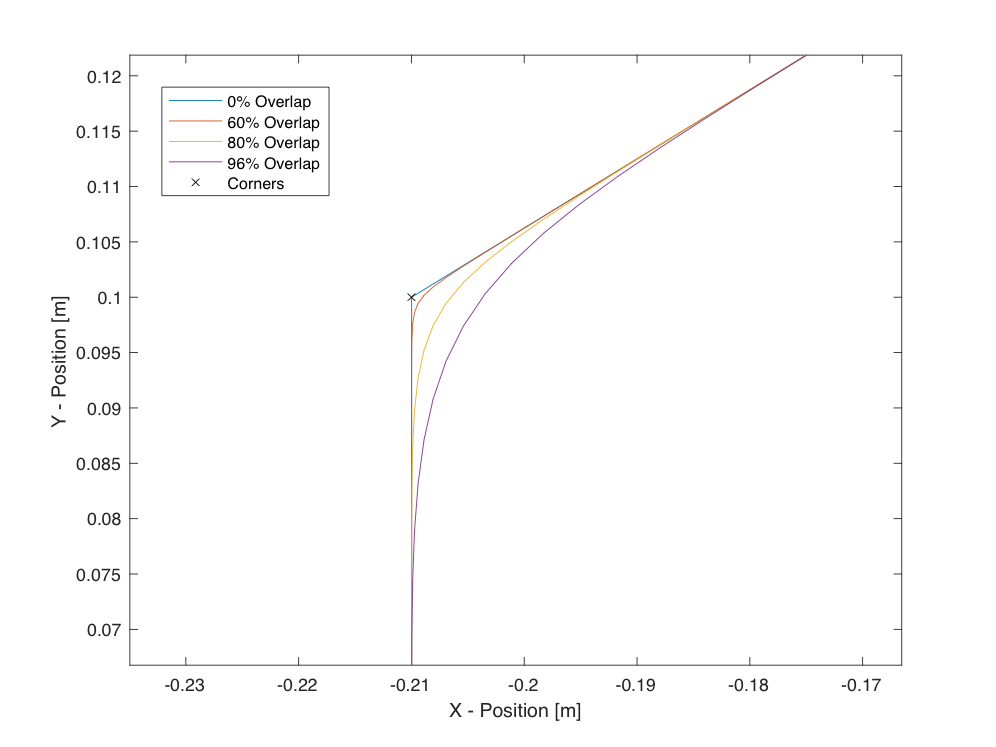 0.12
0.115
0.11
0.105
0.1
0.095
0.09
0.085
0.08
0.075
0.07
Y - Position [m]
0% Overlap
60% Overlap
80% Overlap
96% Overlap
Corners
-0.23 -0.22 -0.21 -0.2 -0.19 -0.18 -0.17
X - Position [m]